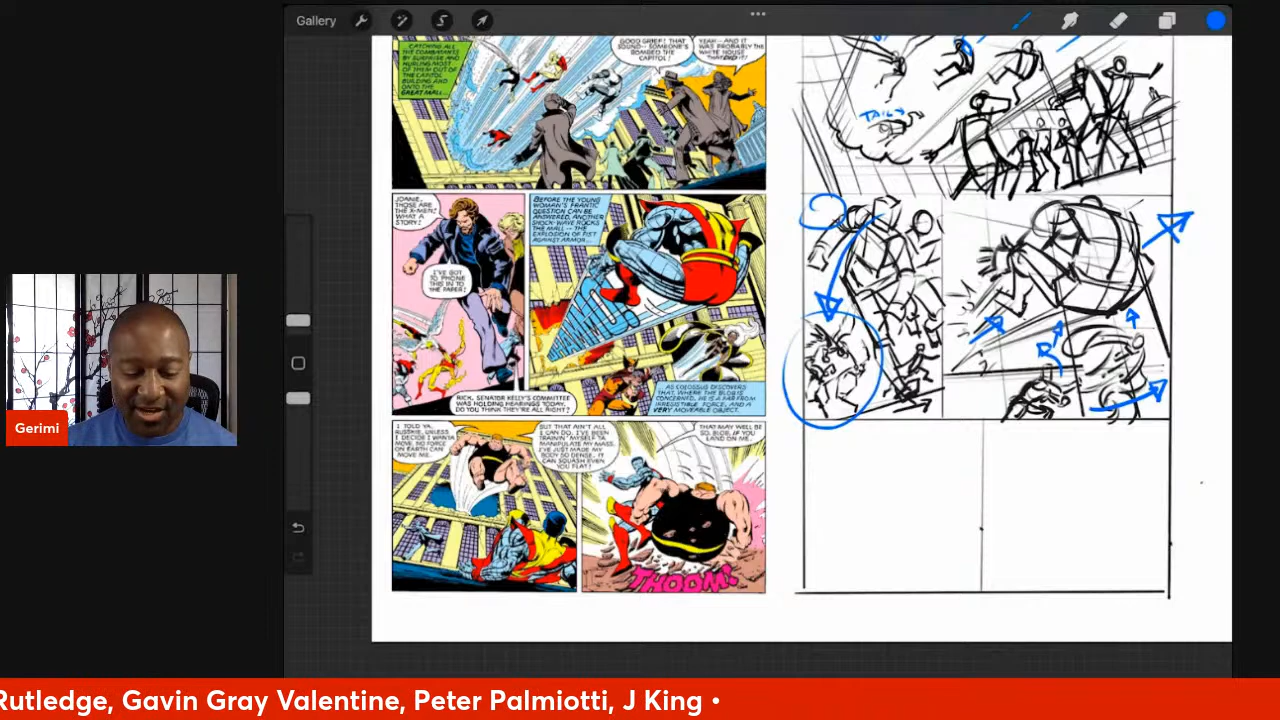 Gallery
CATCHING ALL
THE COMBATANTS
BY SURPRISE AND
HURLING MOST
OF THEM OUT OF
THE CAPITOL
BUILDING AND
ONTO THE
GREAT MALL...
GOOD GRIEF! THAT
SOUND-- SOMEONE'S
BOMBED THE
CAPITOL!
YEAH-- AND IT
WAS PROBABLY THE
WHITE HOUSE
THAT DID IT!
TAIL?
JOANIE,
THOSE ARE
THE X-MEN!
WHAT A
STORY!
I'VE GOT
TO PHONE
THIS IN TO
THE PAPER!
RICK, SENATOR KELLY'S COMMITTEE
WAS HOLDING HEARINGS TODAY.
DO YOU THINK THEY'RE ALL RIGHT?
BEFORE THE YOUNG
WOMAN'S FRANTIC
QUESTION CAN BE
ANSWERED, ANOTHER
SHOCK-WAVE ROCKS
THE MALL -- THE
EXPLOSION OF FIST
AGAINST ARMOR...
AS COLOSSUS DISCOVERS
THAT, WHERE THE BLOB IS
CONCERNED, HE IS A FAR FROM
IRRESISTIBLE FORCE, AND A
VERY MOVEABLE OBJECT.
I TOLD YA,
RUSSKIE, UNLESS
I DECIDE I WANTA
MOVE, NO FORCE
ON EARTH CAN
MOVE ME.
BUT THAT AIN'T ALL
I CAN DO. I'VE BEEN
TRAININ' MYSELF TA
MANIPULATE MY MASS.
I'VE JUST MADE MY
BODY SO DENSE, IT
CAN SQUASH EVEN
YOU FLAT!
THAT MAY WELL BE
SO, BLOB, IF YOU
LAND ON ME.
THOOM!
Gerimi
Rutledge, Gavin Gray Valentine, Peter Palmiotti, J King •